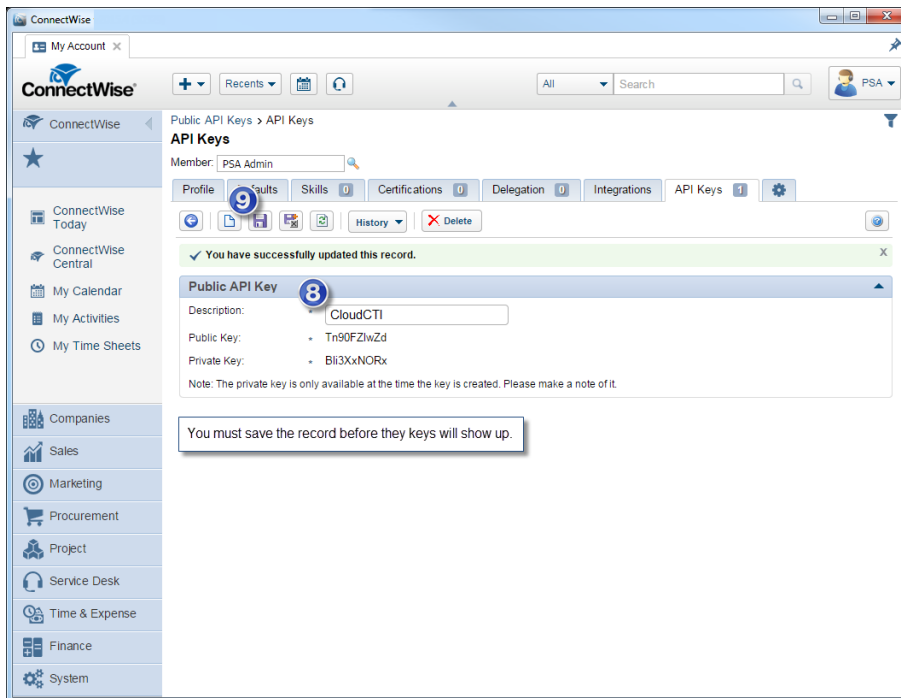 ConnectWise
My Account
ConnectWise
Recents
All
Search
PSA
ConnectWise
ConnectWise
Today
ConnectWise
Central
My Calendar
My Activities
My Time Sheets
Companies
Sales
Marketing
Procurement
Project
Service Desk
Time & Expense
Finance
System
Public API Keys > API Keys
API Keys
Member: PSA Admin
Profile Defaults Skills 0 Certifications 0 Delegation 0 Integrations API Keys 1
9
History Delete
You have successfully updated this record. X
Public API Key 8
Description: * CloudCTI
Public Key: * Tn90FZlwZd
Private Key: * Bli3XxNORx
Note: The private key is only available at the time the key is created. Please make a note of it.
You must save the record before they keys will show up.